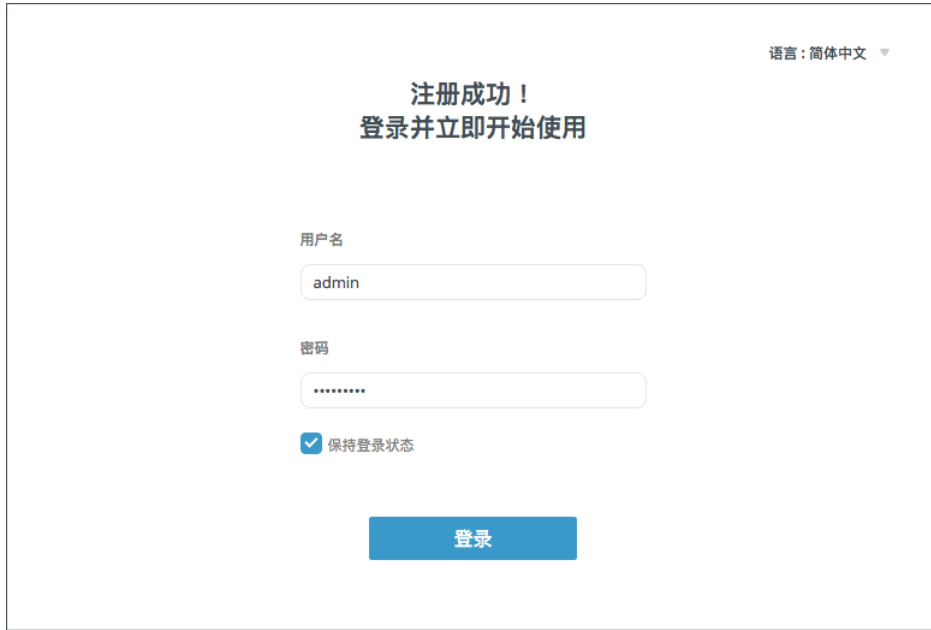 语言 : 简体中文
注册成功！
登录并立即开始使用
用户名
admin
密码
•••••••••
保持登录状态
登录